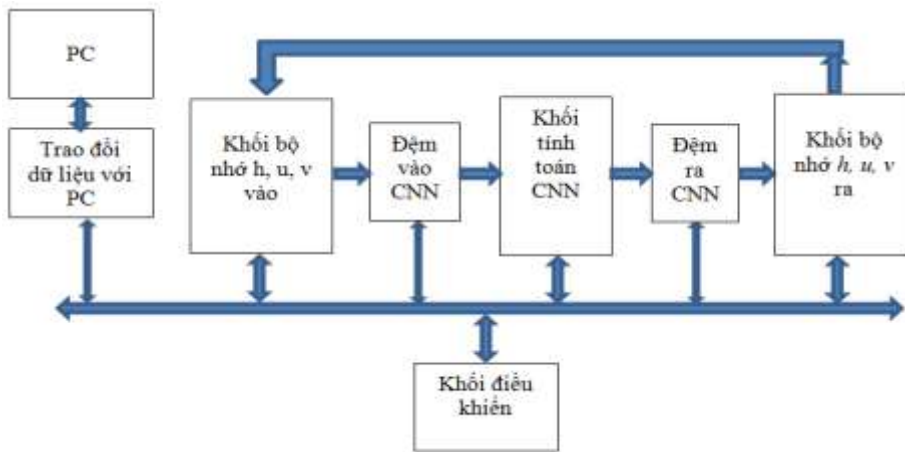 PC
Trao đổi
dữ liệu với
PC
Khối bộ
nhớ h, u, v
vào
Đệm
vào
CNN
Khối
tính
toán
CNN
Đệm
ra
CNN
Khối bộ
nhớ h, u, v
ra
Khối điều
khiển